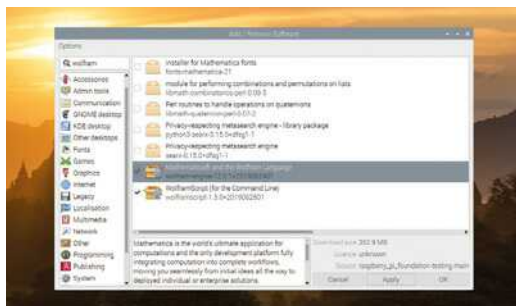 Add / Remove Software
Options
wolfram
Accessories
Admin tools
Communication
GNOME desktop
KDE desktop
Other desktops
Fonts
Games
Graphics
Internet
Legacy
Localisation
Multimedia
Network
Other
Programming
Publishing
System
Installer for Mathematica fonts
fonts-mathematica-21
module for performing combinations and permutations on lists
Perl routines to handle operations on quaternions
Privacy-respecting metasearch engine - library package
Privacy-respecting metasearch engine
Mathematica® and the Wolfram Language
WolframScript (for the Command Line)
Mathematica is the world's ultimate application for
computations and the only development platform fully
integrating computation into complete workflows,
moving you seamlessly from initial ideas all the way to
deployed individual or enterprise solutions.
Download size
Licence unknown
Source raspberry_pi_foundation-testing-main
Cancel
Apply
OK